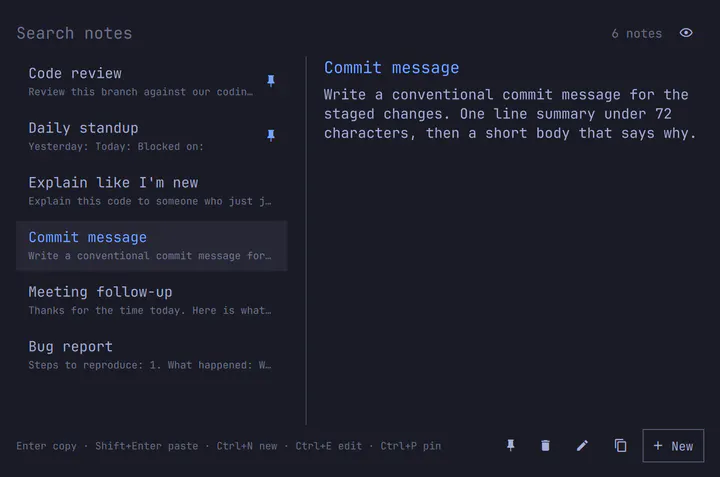 Search notes
6 notes
Code review
Review this branch against our codin…
Daily standup
Yesterday: Today: Blocked on:
Explain like I'm new
Explain this code to someone who just j…
Commit message
Write a conventional commit message for…
Meeting follow-up
Thanks for the time today. Here is what…
Bug report
Steps to reproduce: 1. What happened: W…
Commit message
Write a conventional commit message for the
staged changes. One line summary under 72
characters, then a short body that says why.
Enter copy · Shift+Enter paste · Ctrl+N new · Ctrl+E edit · Ctrl+P pin
+ New